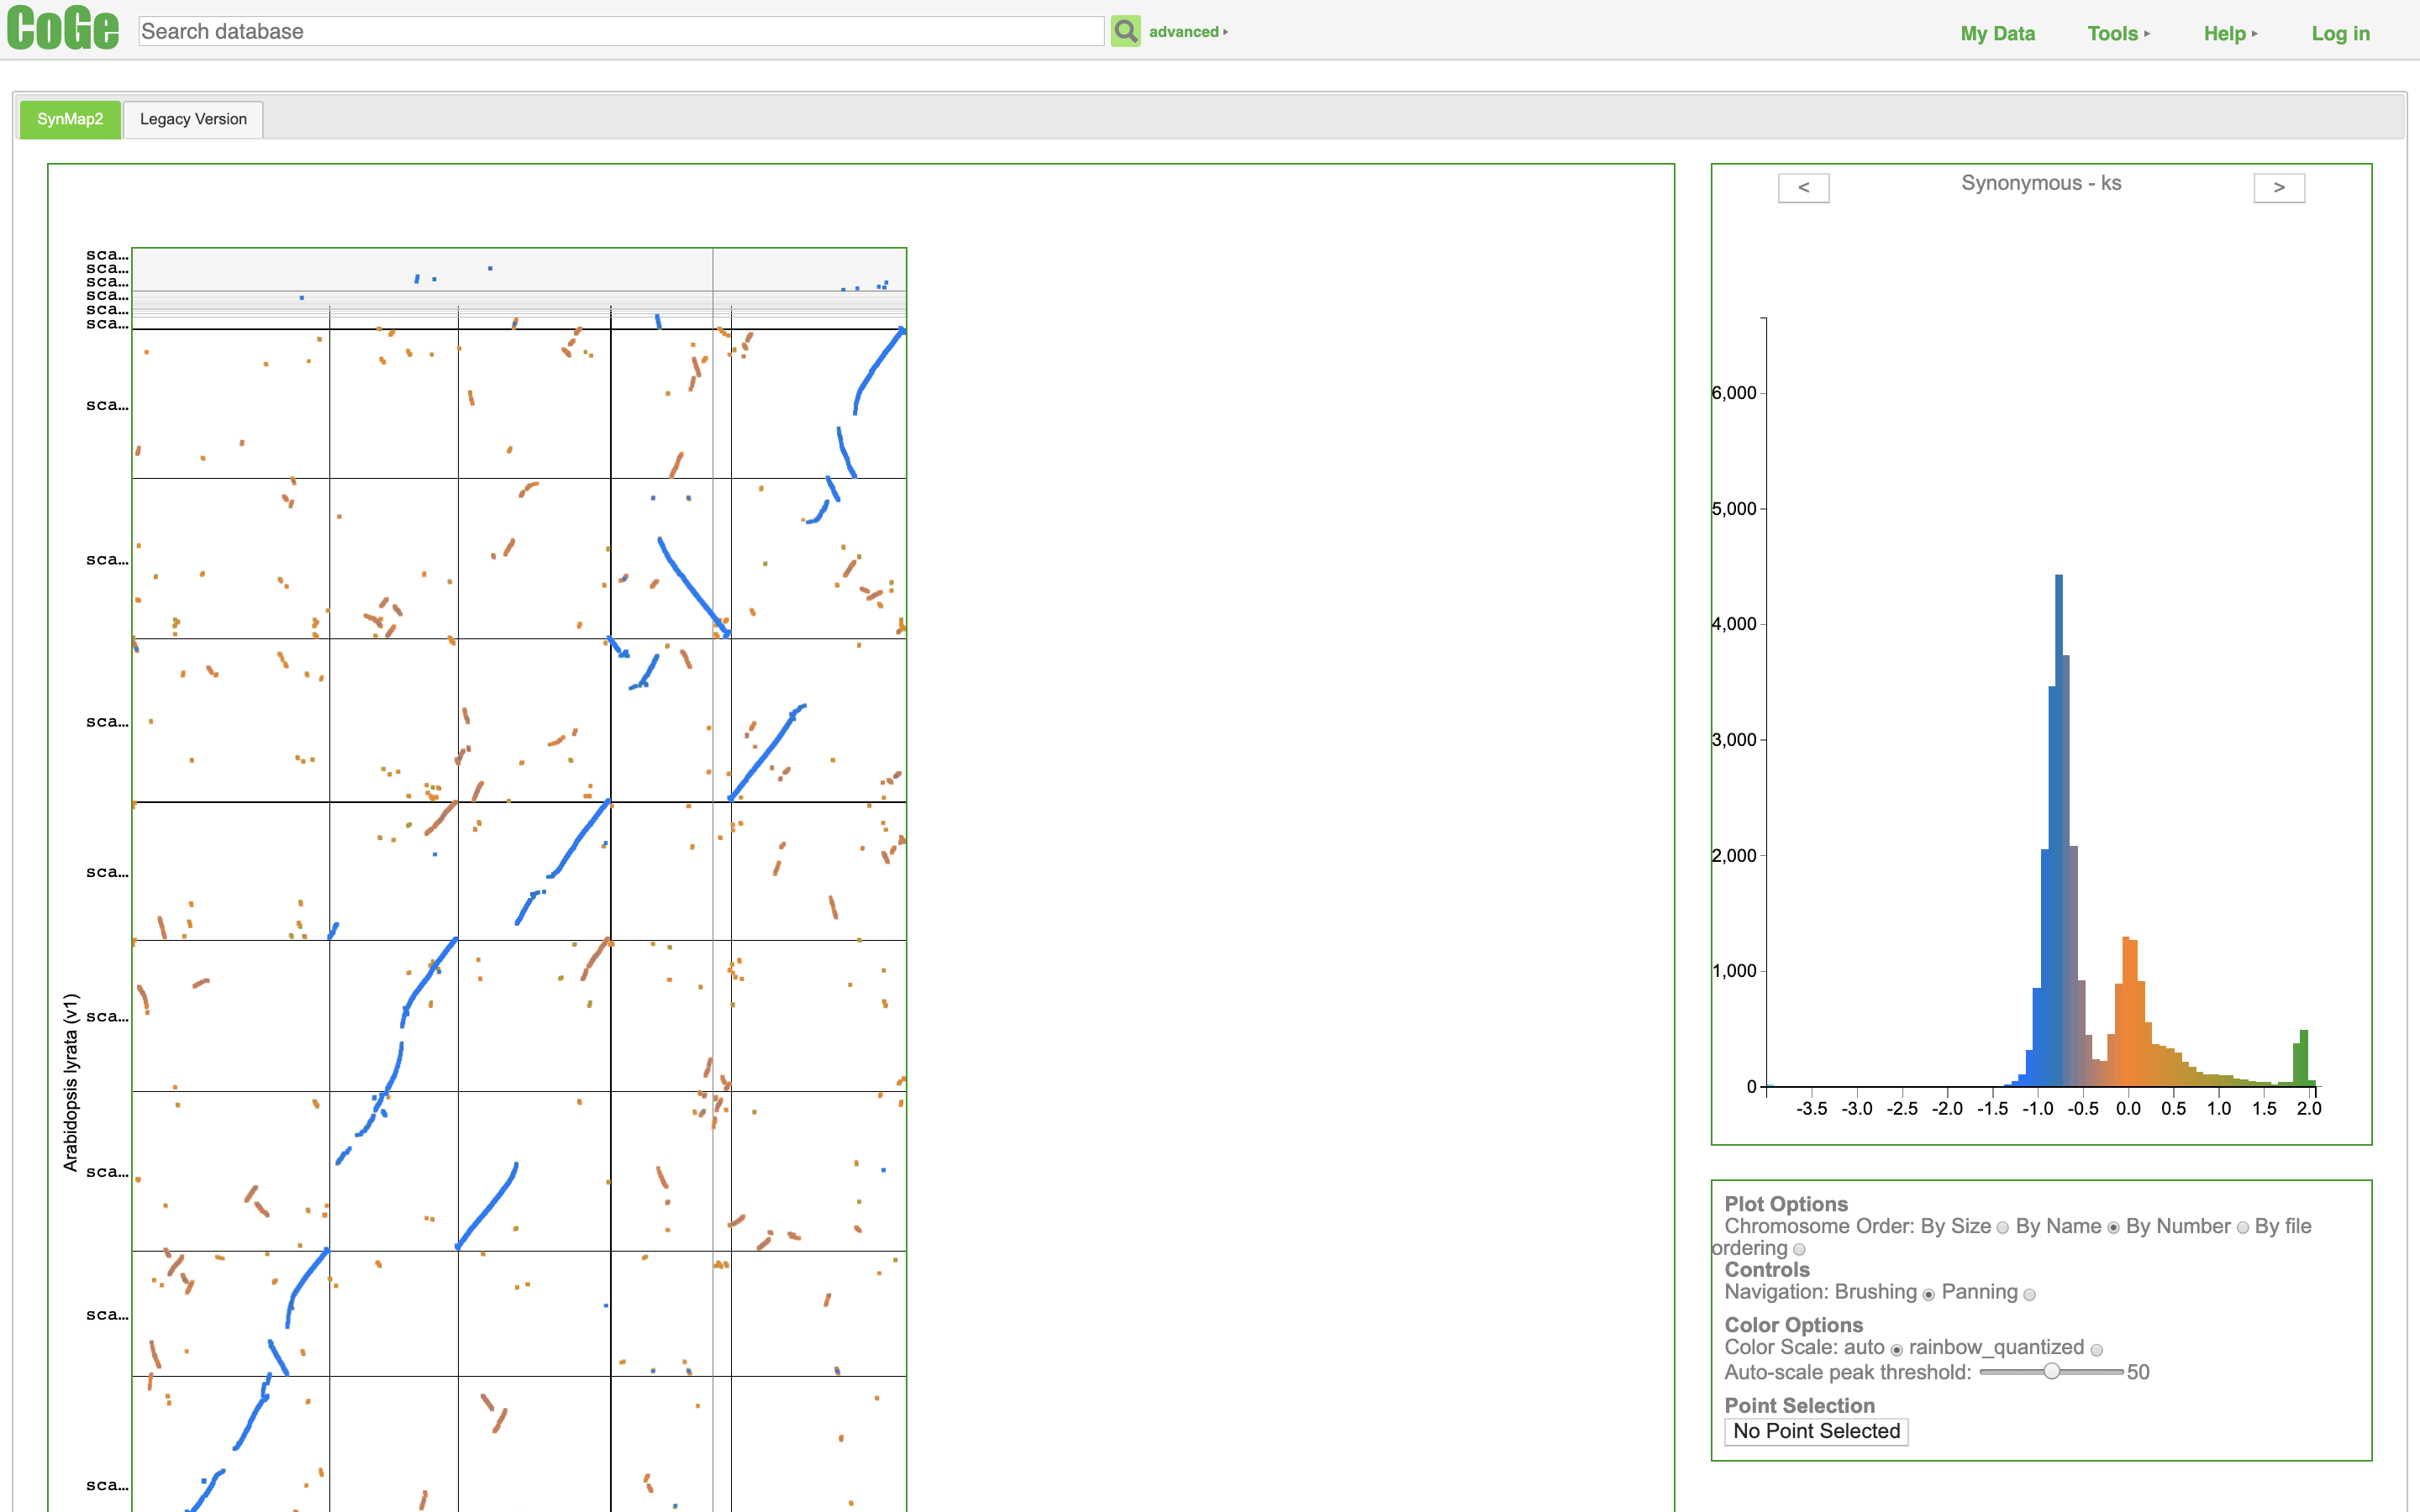 CoGe
Search database
advanced
My Data
Tools
Help
Log in
SynMap2
Legacy Version
sca...
sca...
sca...
sca...
sca...
sca...
sca...
sca...
sca...
sca...
sca...
sca...
sca...
sca...
Arabidopsis lyrata (v1)
<
Synonymous - ks
>
6,000
5,000
4,000
3,000
2,000
1,000
0
-3.5 -3.0 -2.5 -2.0 -1.5 -1.0 -0.5 0.0 0.5 1.0 1.5 2.0
Plot Options
Chromosome Order: By Size By Name By Number By file
ordering
Controls
Navigation: Brushing Panning
Color Options
Color Scale: auto rainbow_quantized
Auto-scale peak threshold: 50
Point Selection
No Point Selected